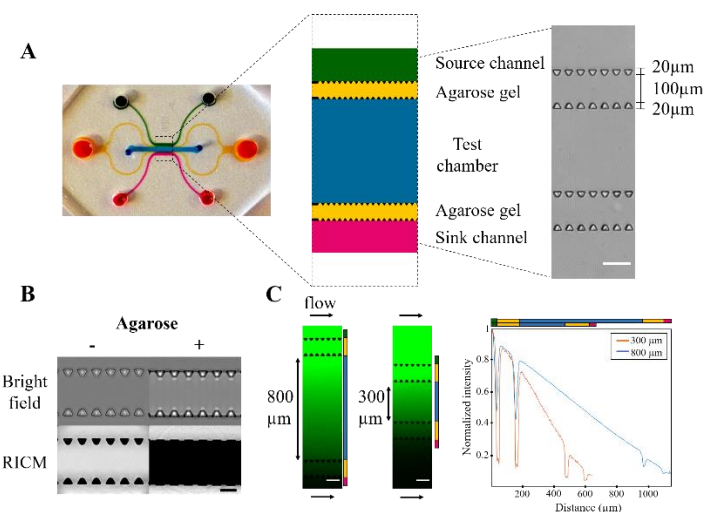 A
Source channel
Agarose gel
Test
chamber
Agarose gel
Sink channel
20µm
100µm
20µm
B
Agarose
- +
Bright
field
RICM
C
flow
800
µm
300
µm
Normalized intensity
1
0.8
0.6
0.4
0.2
300 µm
800 µm
200 400 600 800 1000
Distance (µm)